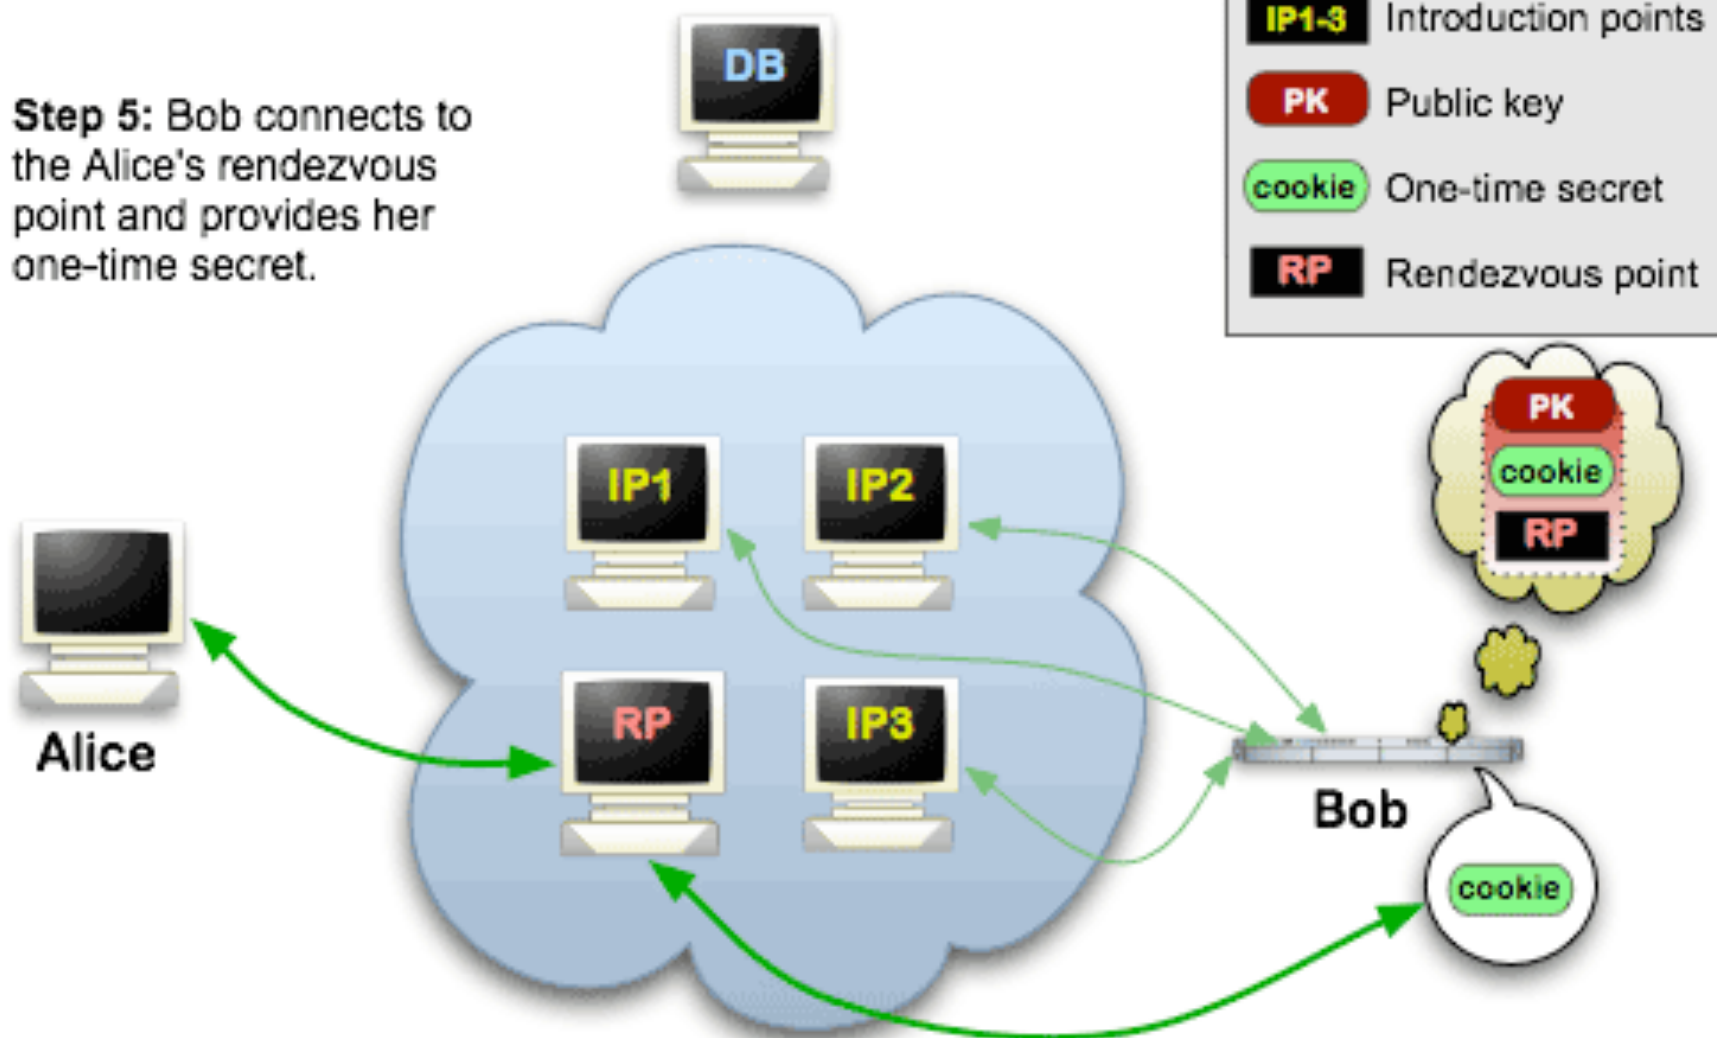 DB
Step 5: Bob connects to
the Alice's rendezvous
point and provides her
one-time secret.
IP1-3 Introduction points
PK Public key
cookie One-time secret
RP Rendezvous point
PK
cookie
RP
IP1
IP2
RP
IP3
Alice
Bob
cookie